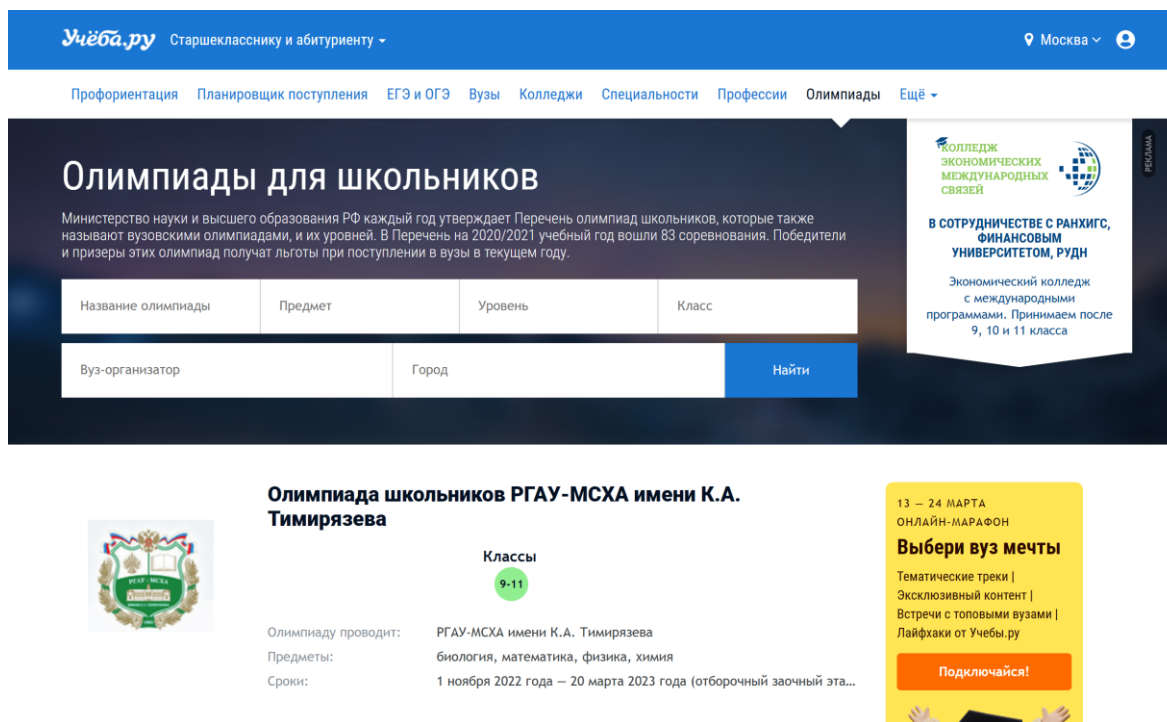 Учёба.ру Старшекласснику и абитуриенту Москва
Профориентация Планировщик поступления ЕГЭ и ОГЭ Вузы Колледжи Специальности Профессии Олимпиады Ещё
Олимпиады для школьников
Министерство науки и высшего образования РФ каждый год утверждает Перечень олимпиад школьников, которые также
называют вузовскими олимпиадами, и их уровней. В Перечень на 2020/2021 учебный год вошли 83 соревнования. Победители
и призеры этих олимпиад получат льготы при поступлении в вузы в текущем году.
Название олимпиады Предмет Уровень Класс
Вуз-организатор Город Найти
КОЛЛЕДЖ
ЭКОНОМИЧЕСКИХ
МЕЖДУНАРОДНЫХ
СВЯЗЕЙ
В СОТРУДНИЧЕСТВЕ С РАНХИГС,
ФИНАНСОВЫМ
УНИВЕРСИТЕТОМ, РУДН
Экономический колледж
с международными
программами. Принимаем после
9, 10 и 11 класса
РЕКЛАМА
Олимпиада школьников РГАУ-МСХА имени К.А.
Тимирязева
РГАУ - МСХА
Классы
9-11
Олимпиаду проводит: РГАУ-МСХА имени К.А. Тимирязева
Предметы: биология, математика, физика, химия
Сроки: 1 ноября 2022 года — 20 марта 2023 года (отборочный заочный эта...
13 — 24 МАРТА
ОНЛАЙН-МАРАФОН
Выбери вуз мечты
Тематические треки |
Эксклюзивный контент |
Встречи с топовыми вузами |
Лайфхаки от Учебы.ру
Подключайся!